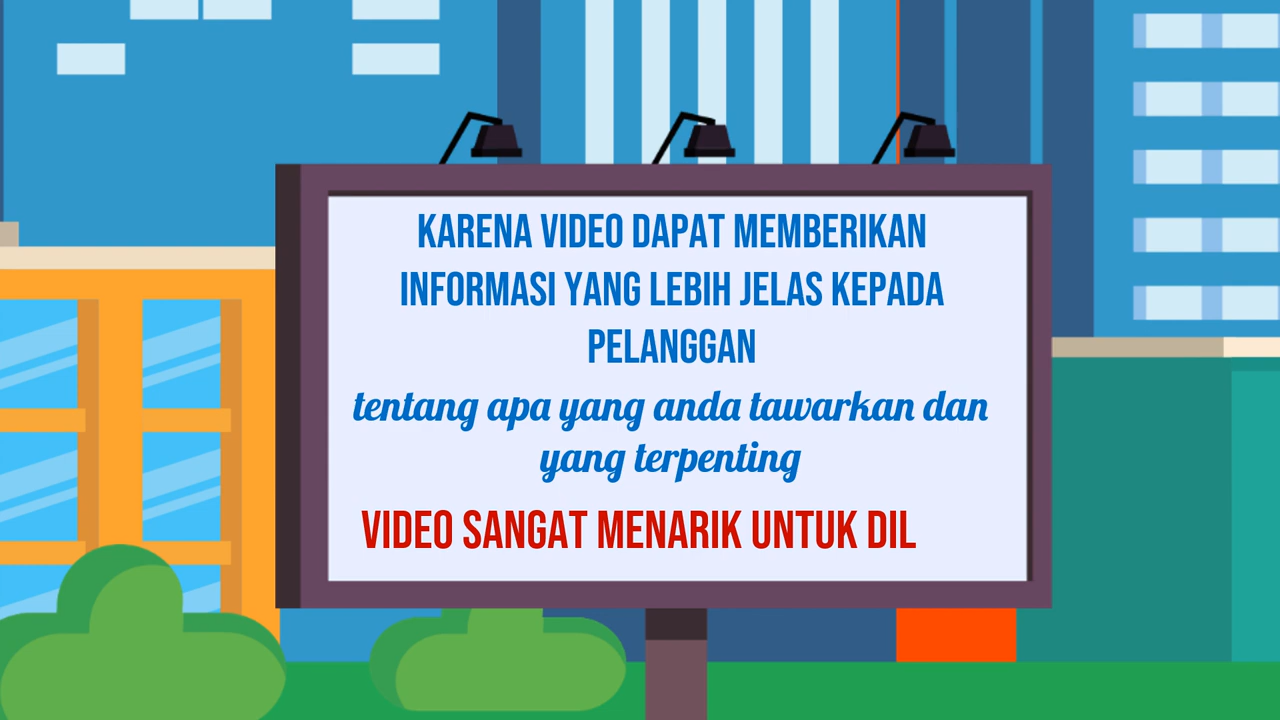 KARENA VIDEO DAPAT MEMBERIKAN
INFORMASI YANG LEBIH JELAS KEPADA
PELANGGAN
tentang apa yang anda tawarkan dan
yang terpenting
VIDEO SANGAT MENARIK UNTUK DIL